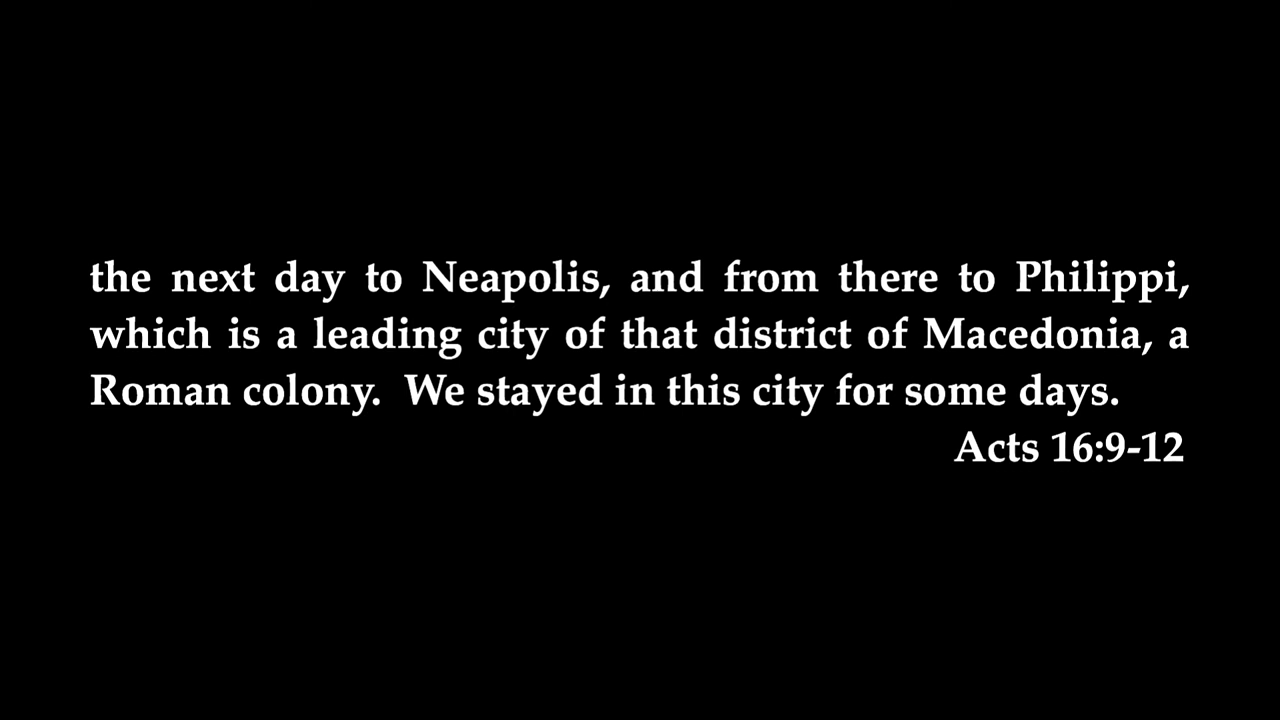 the next day to Neapolis, and from there to Philippi,
which is a leading city of that district of Macedonia, a
Roman colony.  We stayed in this city for some days.
Acts 16:9-12